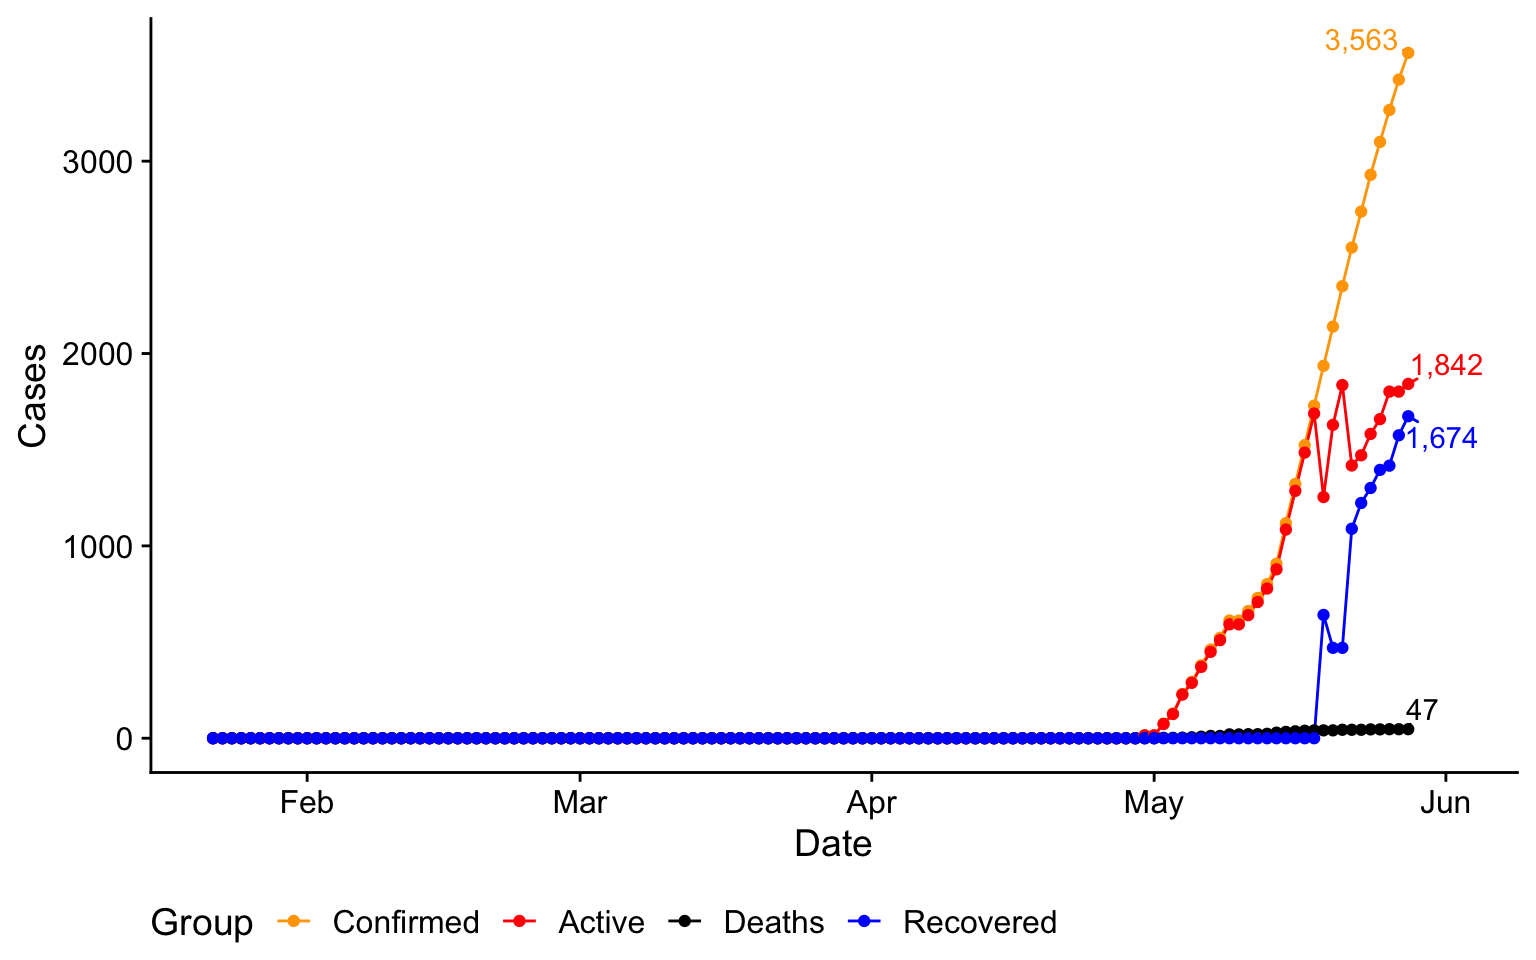 3,563
3000
2000
1000
0
Cases
1,842
1,674
47
Feb Mar Apr May Jun
Date
Group Confirmed Active Deaths Recovered